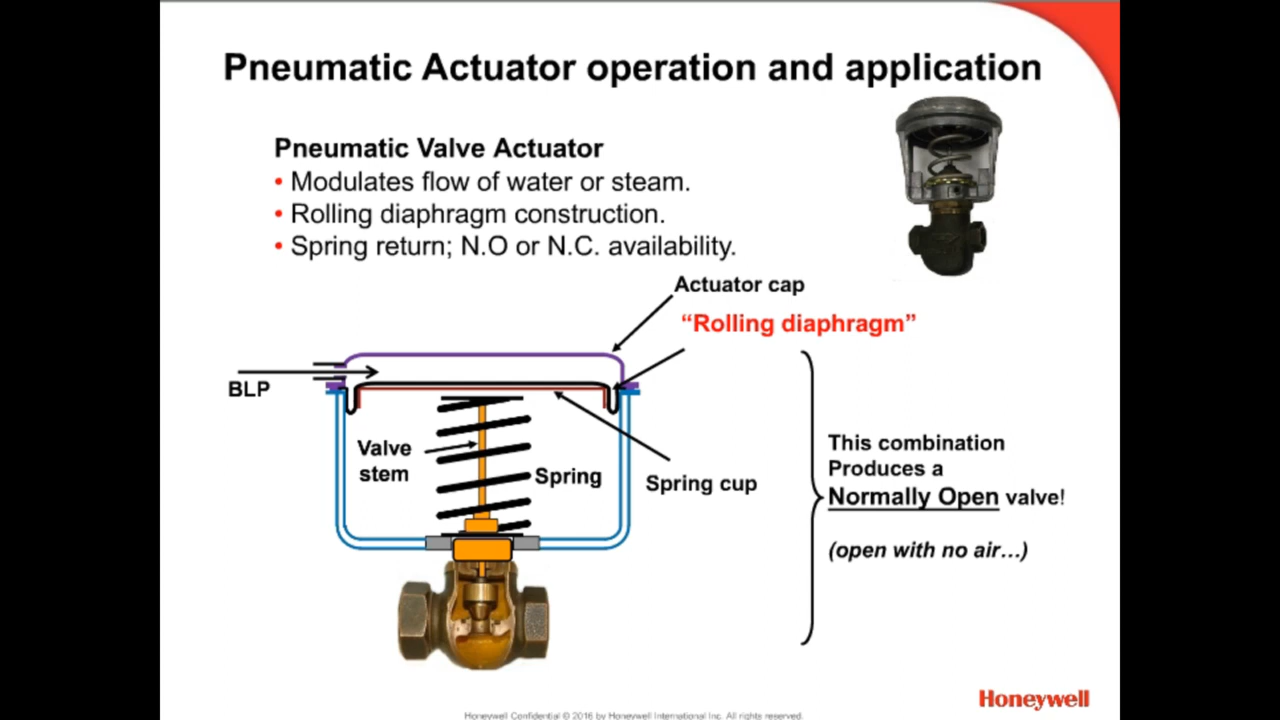 Pneumatic Actuator operation and application
Pneumatic Valve Actuator
• Modulates flow of water or steam.
• Rolling diaphragm construction.
• Spring return; N.O or N.C. availability.
Actuator cap
“Rolling diaphragm”
BLP
Valve
stem
Spring
Spring cup
This combination
Produces a
Normally Open valve!
(open with no air…)
Honeywell
Honeywell Confidential © 2016 by Honeywell International Inc. All rights reserved.